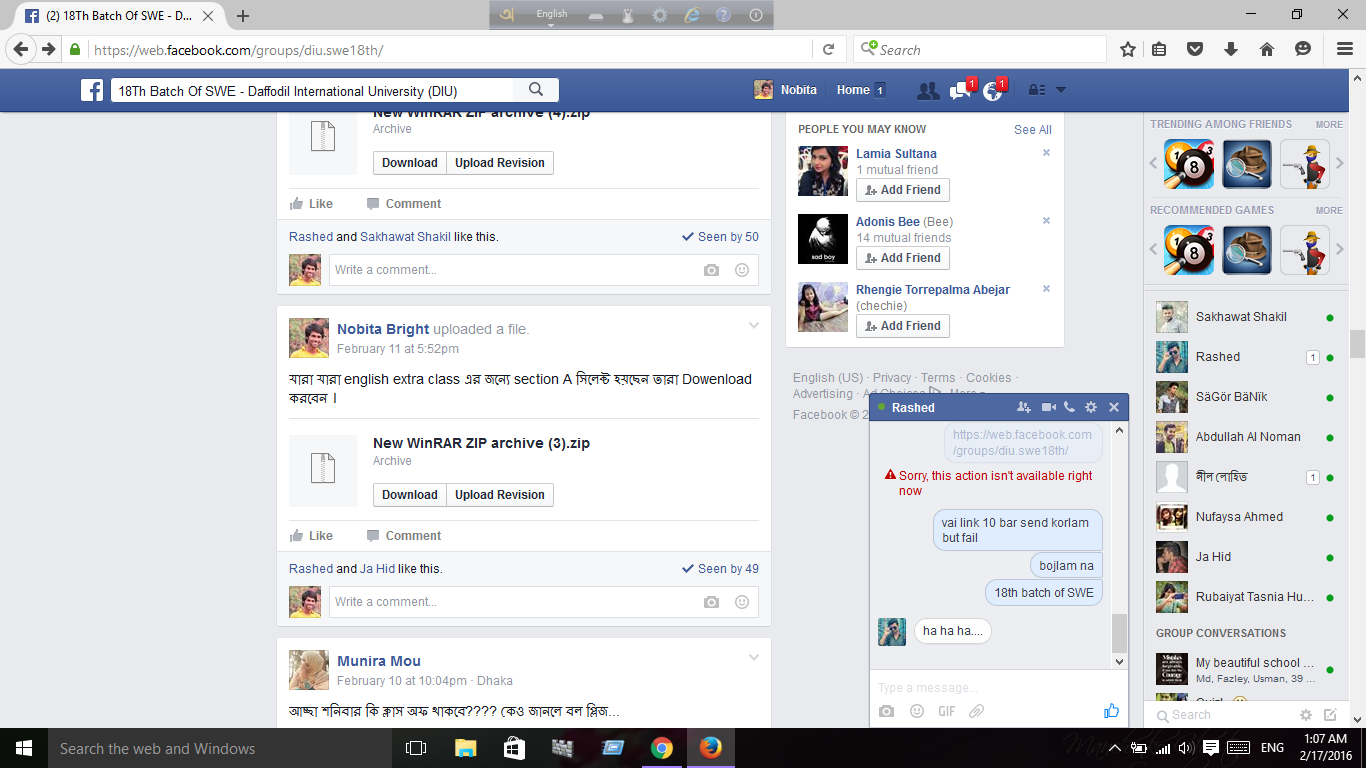 (2) 18Th Batch Of SWE - D...
English
https://web.facebook.com/groups/diu.swe18th/
Search
18Th Batch Of SWE - Daffodil International University (DIU)
Nobita
Home 1
1
1
New WinRAR ZIP archive (4).zip
Archive
Download
Upload Revision
Like
Comment
Rashed and Sakhawat Shakil like this.
Seen by 50
Write a comment...
Nobita Bright uploaded a file.
February 11 at 5:52pm
যারা যারা english extra class এর জন্যে section A সিলেক্ট হয়ছেন তারা Dowenload
করবেন ।
New WinRAR ZIP archive (3).zip
Archive
Download
Upload Revision
Like
Comment
Rashed and Ja Hid like this.
Seen by 49
Write a comment...
Munira Mou
February 10 at 10:04pm · Dhaka
আচ্ছা শনিবার কি ক্লাস অফ থাকবে???? কেও জানলে বল প্লিজ...
PEOPLE YOU MAY KNOW
See All
Lamia Sultana
1 mutual friend
Add Friend
sad boy
Adonis Bee (Bee)
14 mutual friends
Add Friend
Rhengie Torrepalma Abejar
(chechie)
Add Friend
English (US) · Privacy · Terms · Cookies ·
Advertising · Ad Choices · More
Facebook © 2
Rashed
https://web.facebook.com
/groups/diu.swe18th/
Sorry, this action isn't available right
now
vai link 10 bar send korlam
but fail
bojlam na
18th batch of SWE
ha ha ha....
Type a message...
GIF
TRENDING AMONG FRIENDS
MORE
RECOMMENDED GAMES
MORE
Sakhawat Shakil
Rashed
1
SäGör BäNïk
Abdullah Al Noman
নীল লোহিত
1
Nufaysa Ahmed
Ja Hid
Rubaiyat Tasnia Hu...
GROUP CONVERSATIONS
My beautiful school ...
Md, Fazley, Usman, 39 ...
Search
Search the web and Windows
ENG
1:07 AM
2/17/2016